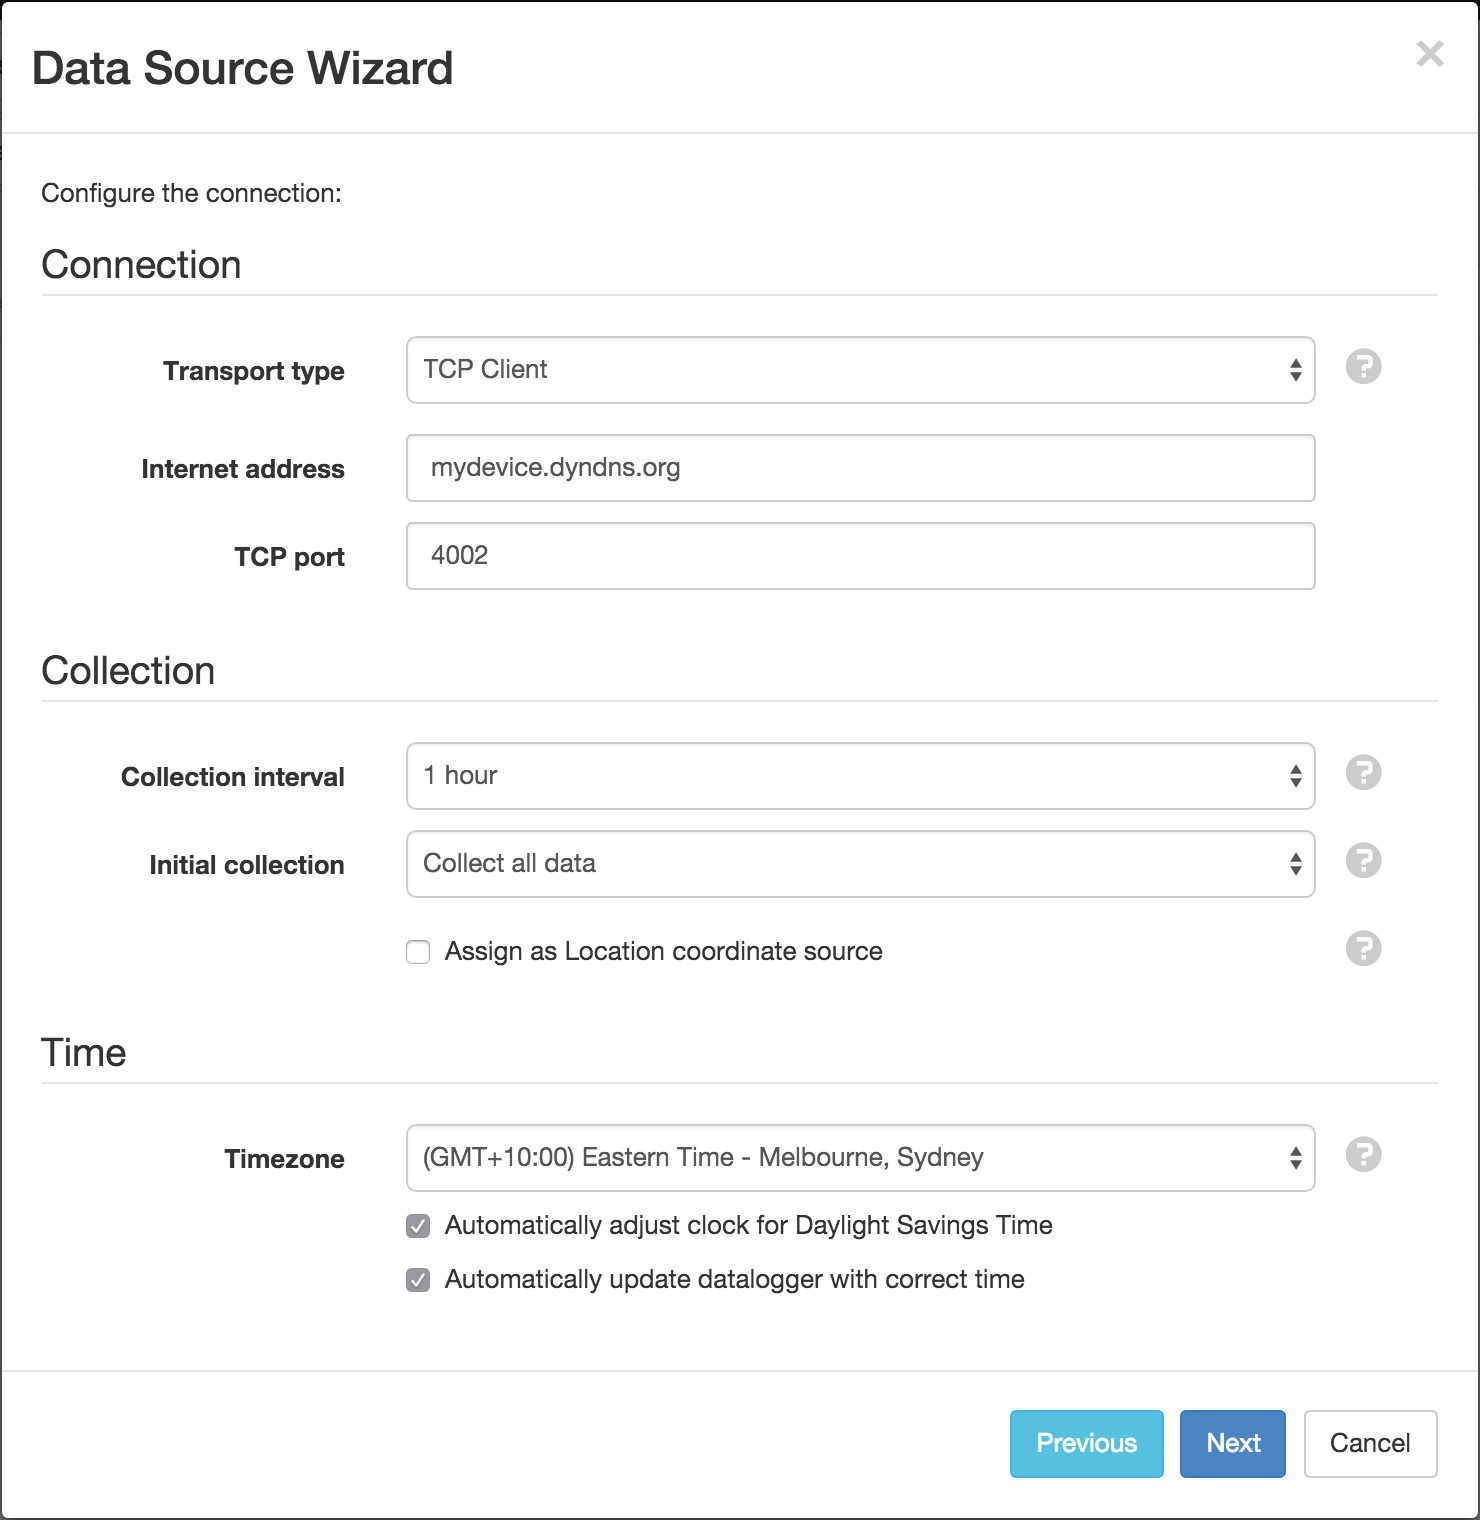 Data Source Wizard
×
Configure the connection:
Connection
Transport type TCP Client ?
Internet address mydevice.dyndns.org
TCP port 4002
Collection
Collection interval 1 hour ?
Initial collection Collect all data ?
Assign as Location coordinate source ?
Time
Timezone (GMT+10:00) Eastern Time - Melbourne, Sydney ?
Automatically adjust clock for Daylight Savings Time
Automatically update datalogger with correct time
Previous Next Cancel